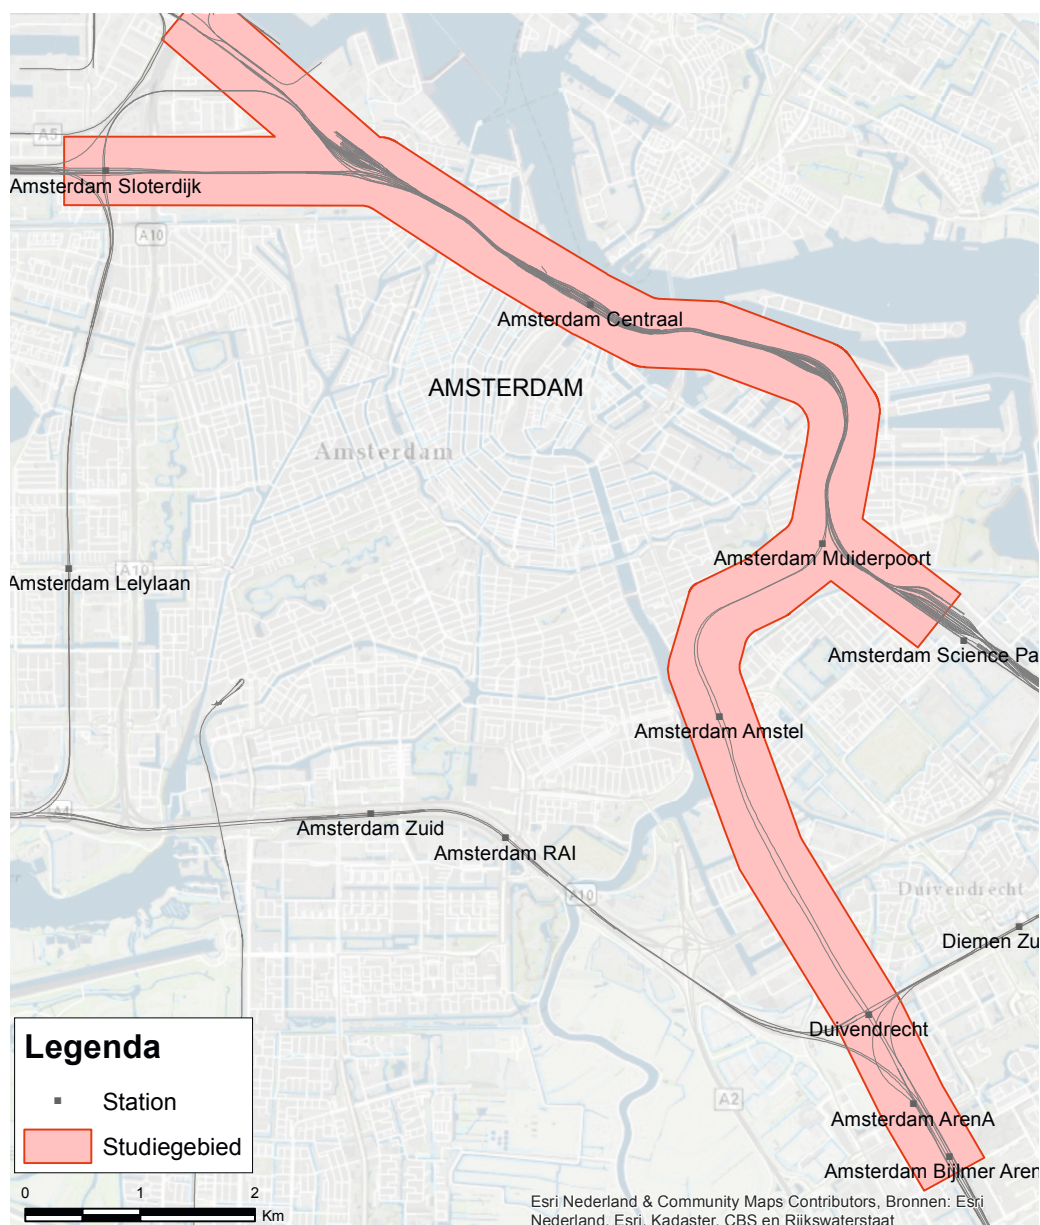 A5
Amsterdam Sloterdijk
A10
Amsterdam Centraal
AMSTERDAM
Amsterdam
Amsterdam Muiderpoort
A10
Amsterdam Lelylaan
Amsterdam Science Pa
Amsterdam Amstel
Amsterdam Zuid
Amsterdam RAI
A10
Duivendrecht
Diemen Zu
Duivendrecht
Legenda
Station
Studiegebied
A2
Amsterdam ArenA
Amsterdam Bijlmer Aren
0 1 2
Km
Esri Nederland & Community Maps Contributors, Bronnen: Esri
Nederland, Esri, Kadaster, CBS en Rijkswaterstaat